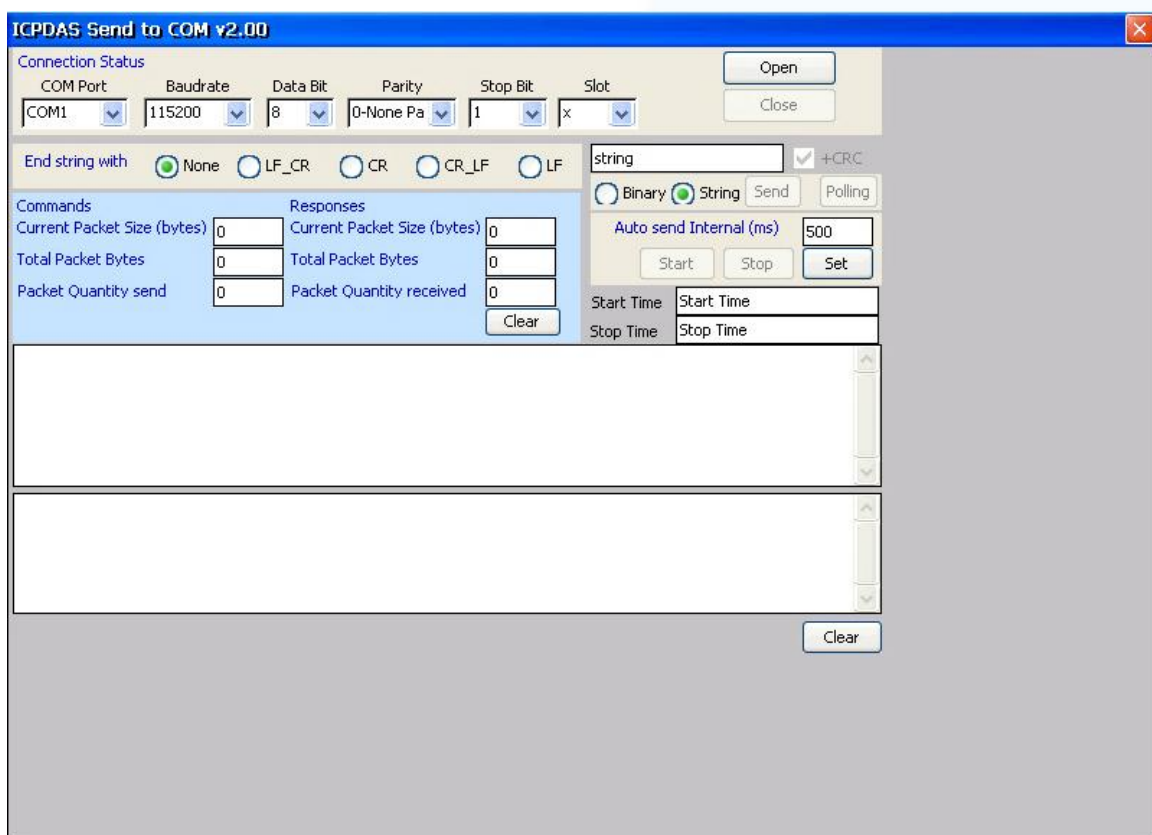 ICPDAS Send to COM v2.00
Connection Status
COM Port Baudrate Data Bit Parity Stop Bit Slot
COM1 115200 8 0-None Pa 1 x
Open
Close
End string with None LF_CR CR CR_LF LF
string +CRC
Binary String Send Polling
Commands
Current Packet Size (bytes) 0
Total Packet Bytes 0
Packet Quantity send 0
Responses
Current Packet Size (bytes) 0
Total Packet Bytes 0
Packet Quantity received 0
Clear
Auto send Internal (ms) 500
Start Stop Set
Start Time Start Time
Stop Time Stop Time
Clear